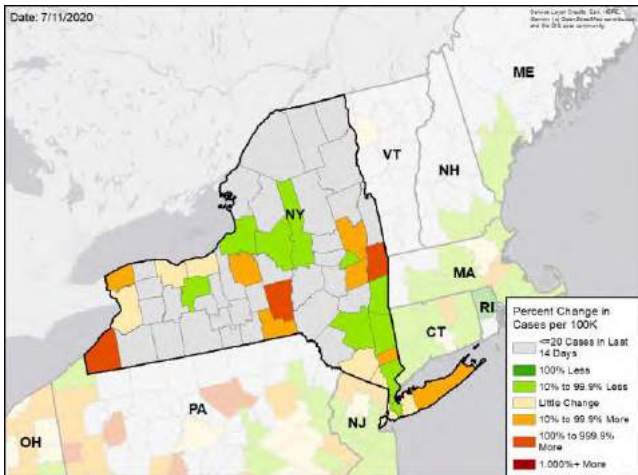 Date: 7/11/2020
ME
VT
NH
NY
MA
RI
CT
PA
NJ
OH
Percent Change in
Cases per 100K
<=20 Cases in Last
14 Days
100% Less
10% to 99.9% Less
Little Change
10% to 99.9% More
100% to 999.9%
More
1,000%+ More